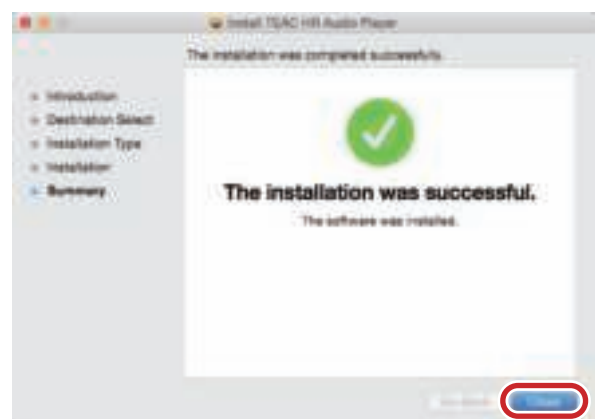 Install TEAC HR Audio Player
The installation was completed successfully.
Introduction
Destination Select
Installation Type
Installation
Summary
The installation was successful.
The software was installed.
Close